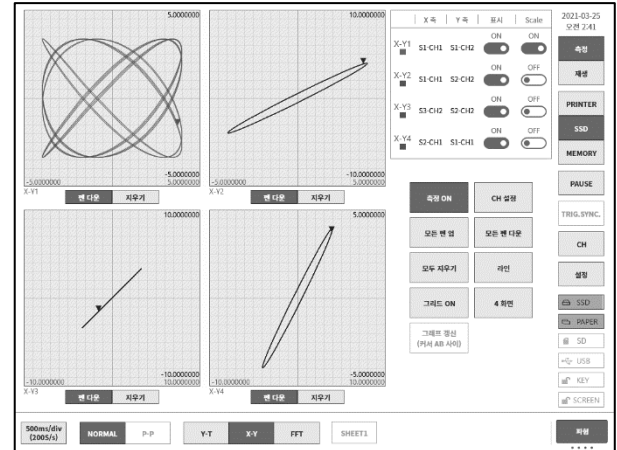 5.0000000
-5.0000000
-5.0000000
5.0000000
X-Y1
펜 다운
지우기
10.0000000
-10.0000000
-5.0000000
5.0000000
X-Y2
펜 다운
지우기
10.0000000
-10.0000000
-10.0000000
10.0000000
X-Y3
펜 다운
지우기
5.0000000
-5.0000000
-10.0000000
10.0000000
X-Y4
펜 다운
지우기
X 축 Y 축 표시 Scale
ON ON
X-Y1 S1-CH1 S1-CH2
ON OFF
X-Y2 S2-CH1 S2-CH2
ON OFF
X-Y3 S3-CH2 S2-CH2
ON OFF
X-Y4 S2-CH1 S1-CH1
측정 ON
CH 설정
모든 펜 업
모든 펜 다운
모두 지우기
라인
그리드 ON
4 화면
그래프 갱신
(커서 AB 사이)
2021-03-25
오전 2:41
측정
재생
PRINTER
SSD
MEMORY
PAUSE
TRIG.SYNC.
CH
설정
SSD
PAPER
SD
USB
KEY
SCREEN
500ms/div
(200S/s)
NORMAL
P-P
Y-T
X-Y
FFT
SHEET1
파형